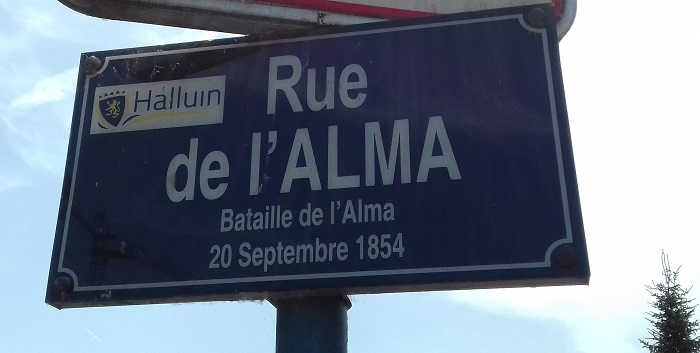 Halluin
Rue
de l'ALMA
Bataille de l'Alma
20 Septembre 1854